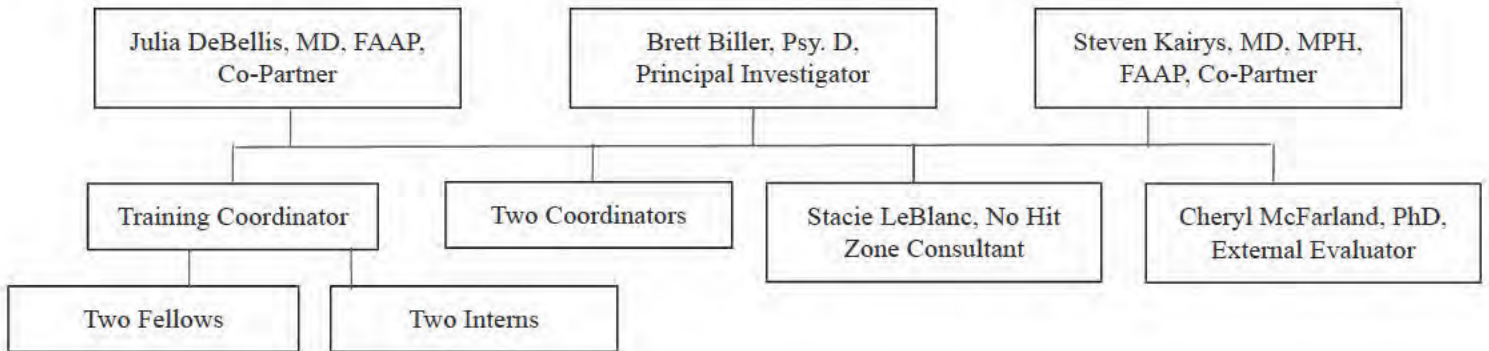 Julia DeBellis, MD, FAAP,
Co-Partner
Brett Biller, Psy. D,
Principal Investigator
Steven Kairys, MD, MPH,
FAAP, Co-Partner
Training Coordinator
Two Coordinators
Stacie LeBlanc, No Hit
Zone Consultant
Cheryl McFarland, PhD,
External Evaluator
Two Fellows
Two Interns